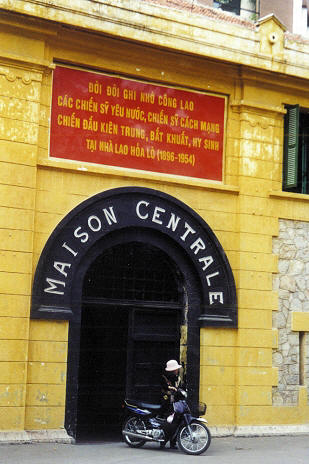 ĐỜI ĐỜI GHI NHỚ CÔNG LAO
CÁC CHIẾN SỸ YÊU NƯỚC, CHIẾN SỸ CÁCH MẠNG
CHIẾN ĐẤU KIÊN TRUNG, BẤT KHUẤT, HY SINH
TẠI NHÀ LAO HỎA LÒ (1896-1954)
MAISON CENTRALE